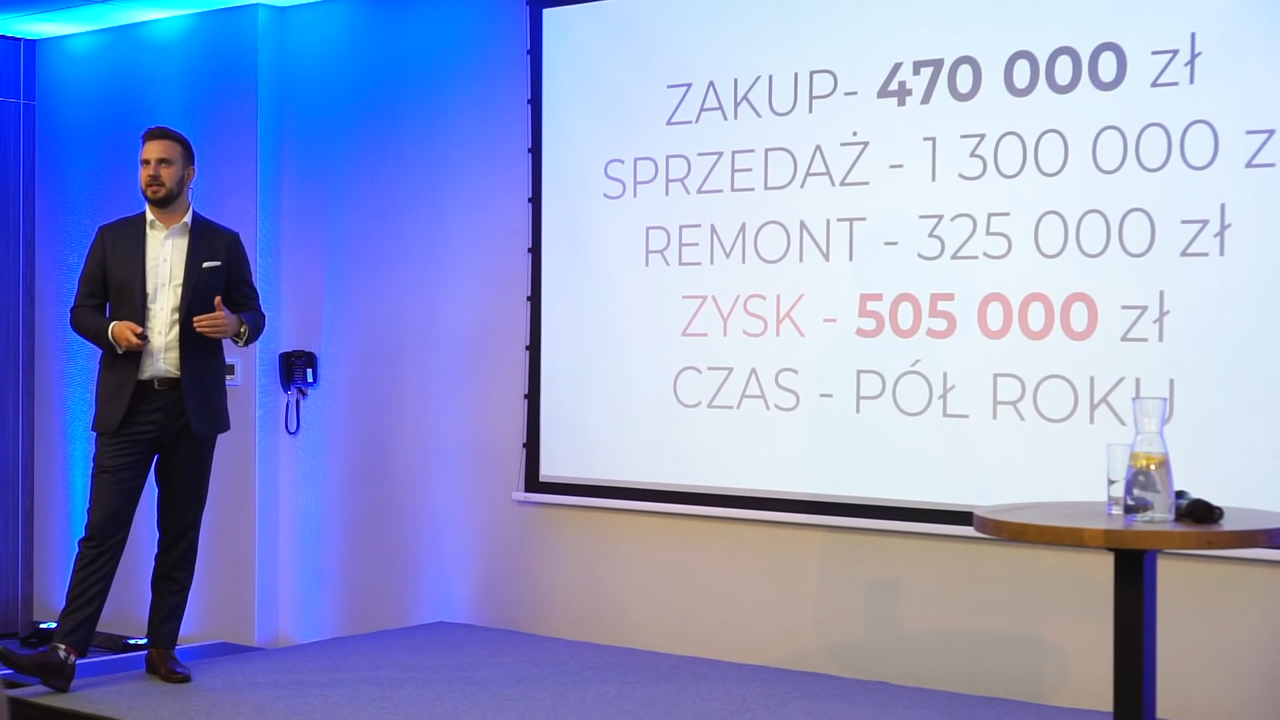 ZAKUP- 470 000 zł
SPRZEDAŻ - 1 300 000 z
REMONT - 325 000 zł
ZYSK - 505 000 zł
CZAS - PÓŁ ROKU